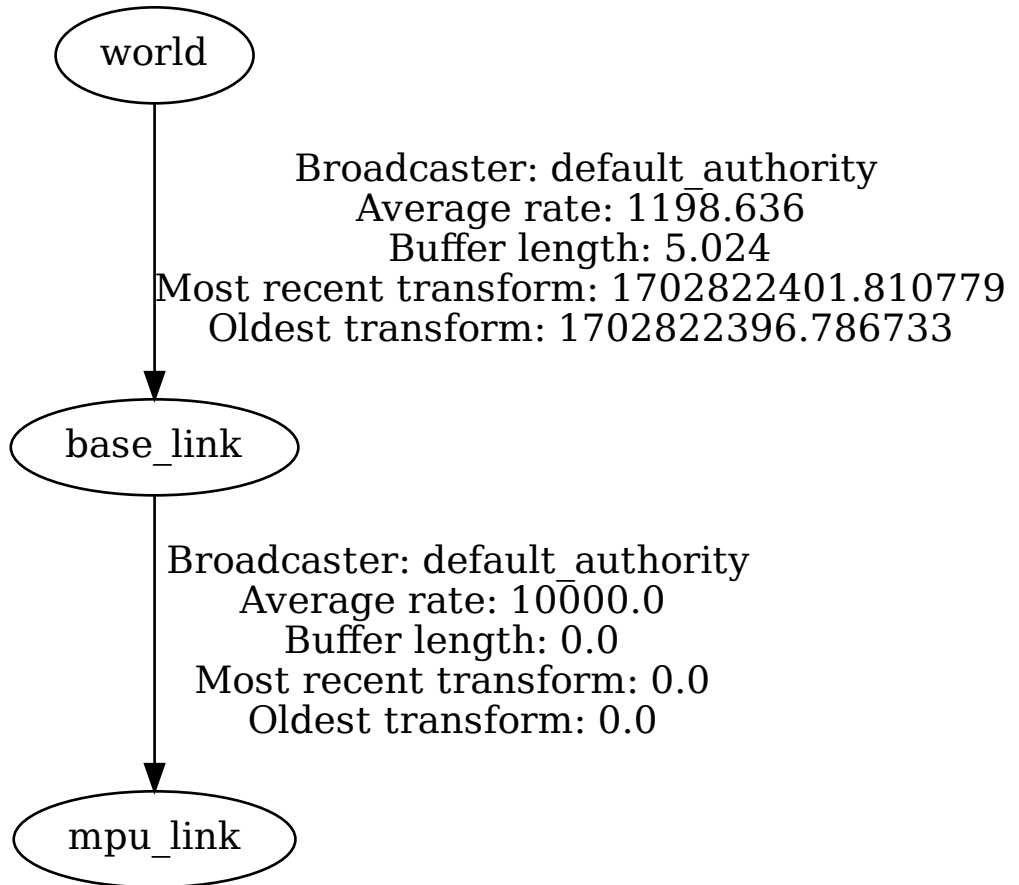 world
Broadcaster: default_authority
Average rate: 1198.636
Buffer length: 5.024
Most recent transform: 1702822401.810779
Oldest transform: 1702822396.786733
base_link
Broadcaster: default_authority
Average rate: 10000.0
Buffer length: 0.0
Most recent transform: 0.0
Oldest transform: 0.0
mpu_link